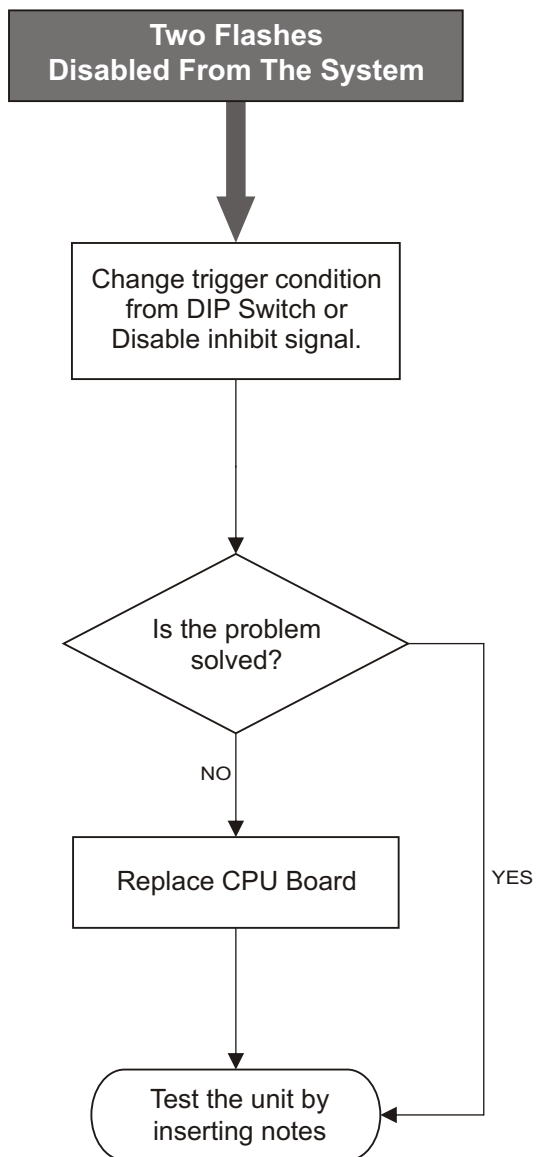 Two Flashes
Disabled From The System
Change trigger condition
from DIP Switch or
Disable inhibit signal.
Is the problem
solved?
NO
Replace CPU Board
YES
Test the unit by
inserting notes